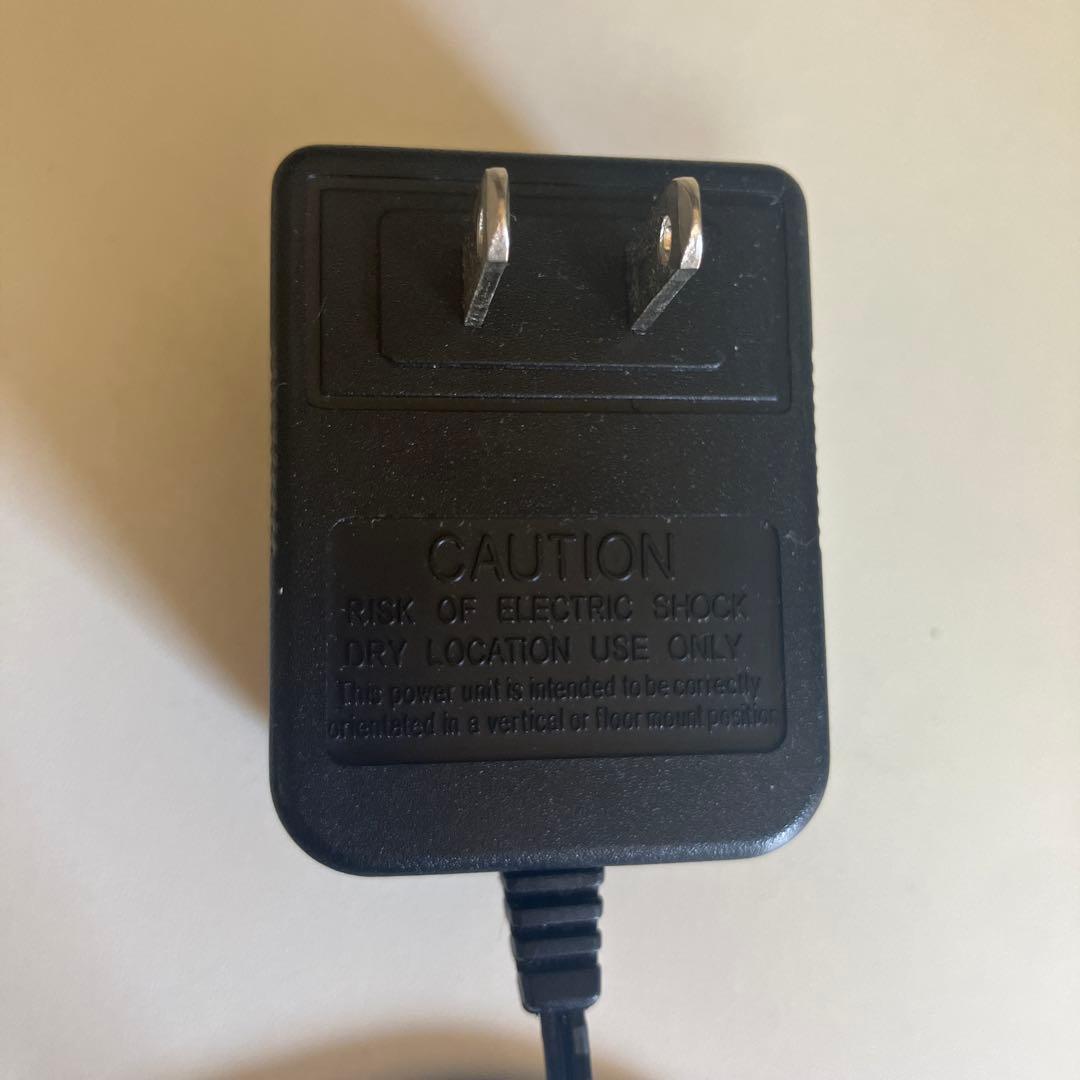 CAUTION
RISK OF ELECTRIC SHOCK
DRY LOCATION USE ONLY
This power unit is intended to be correctly
orientated in a vertical or floor mount position